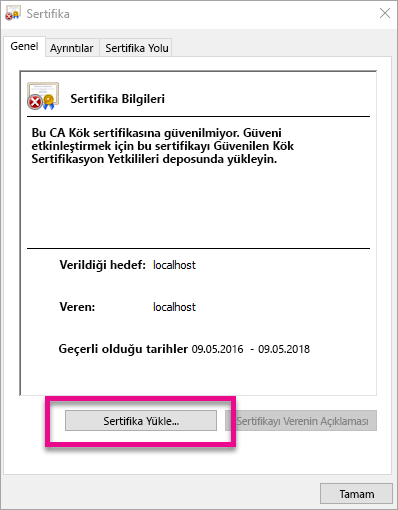 Sertifika
Genel Ayrıntılar Sertifika Yolu
Sertifika Bilgileri
Bu CA Kök sertifikasına güvenilmiyor. Güveni
etkinleştirmek için bu sertifikayı Güvenilen Kök
Sertifikasyon Yetkilileri deposunda yükleyin.
Verildiği hedef: localhost
Veren: localhost
Geçerli olduğu tarihler 09.05.2016 - 09.05.2018
Sertifika Yükle... Sertifikayı Verenin Açıklaması
Tamam